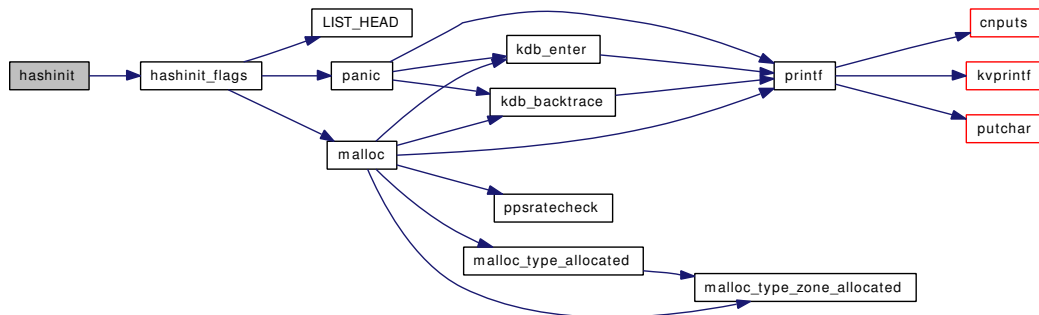 hashinit
hashinit_flags
LIST_HEAD
panic
malloc
kdb_enter
kdb_backtrace
ppsratecheck
malloc_type_allocated
malloc_type_zone_allocated
printf
cnputs
kvprintf
putchar